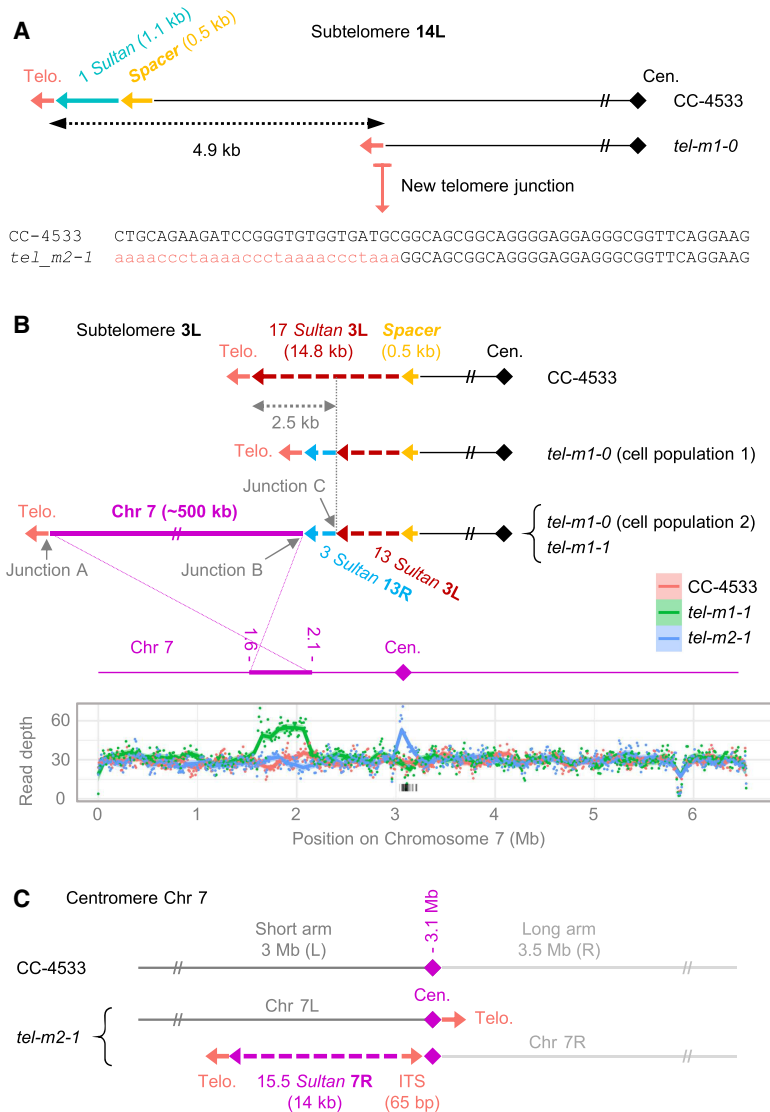 A
Subtelomere 14L
1 Sultan (1.1 kb)
Spacer (0.5 kb)
Telo.
Cen.
CC-4533
4.9 kb
tel-m1-0
New telomere junction
CC-4533 CTGCAGAAGATCCGGGTGTGGTGATGCGGCAGCGGCAGGGGAGGAGGGCGGTTCAGGAAG
tel_m2-1 aaaaccctaaaaccctaaaaccctaaaGGCAGCGGCAGGGGAGGAGGGCGGTTCAGGAAG
B
Subtelomere 3L
17 Sultan 3L
(14.8 kb)
Spacer
(0.5 kb)
Telo.
Cen.
CC-4533
2.5 kb
Telo.
tel-m1-0 (cell population 1)
Junction C
Telo.
Chr 7 (~500 kb)
tel-m1-0 (cell population 2)
tel-m1-1
Junction A
Junction B
3 Sultan 13R
13 Sultan 3L
CC-4533
tel-m1-1
tel-m2-1
Chr 7
1.6 -
2.1 -
Cen.
Read depth
60
30
0
0 1 2 3 4 5 6
Position on Chromosome 7 (Mb)
C
Centromere Chr 7
- 3.1 Mb
Short arm
3 Mb (L)
Long arm
3.5 Mb (R)
CC-4533
Cen.
Chr 7L
Telo.
tel-m2-1
Chr 7R
Telo.
15.5 Sultan 7R
(14 kb)
ITS
(65 bp)